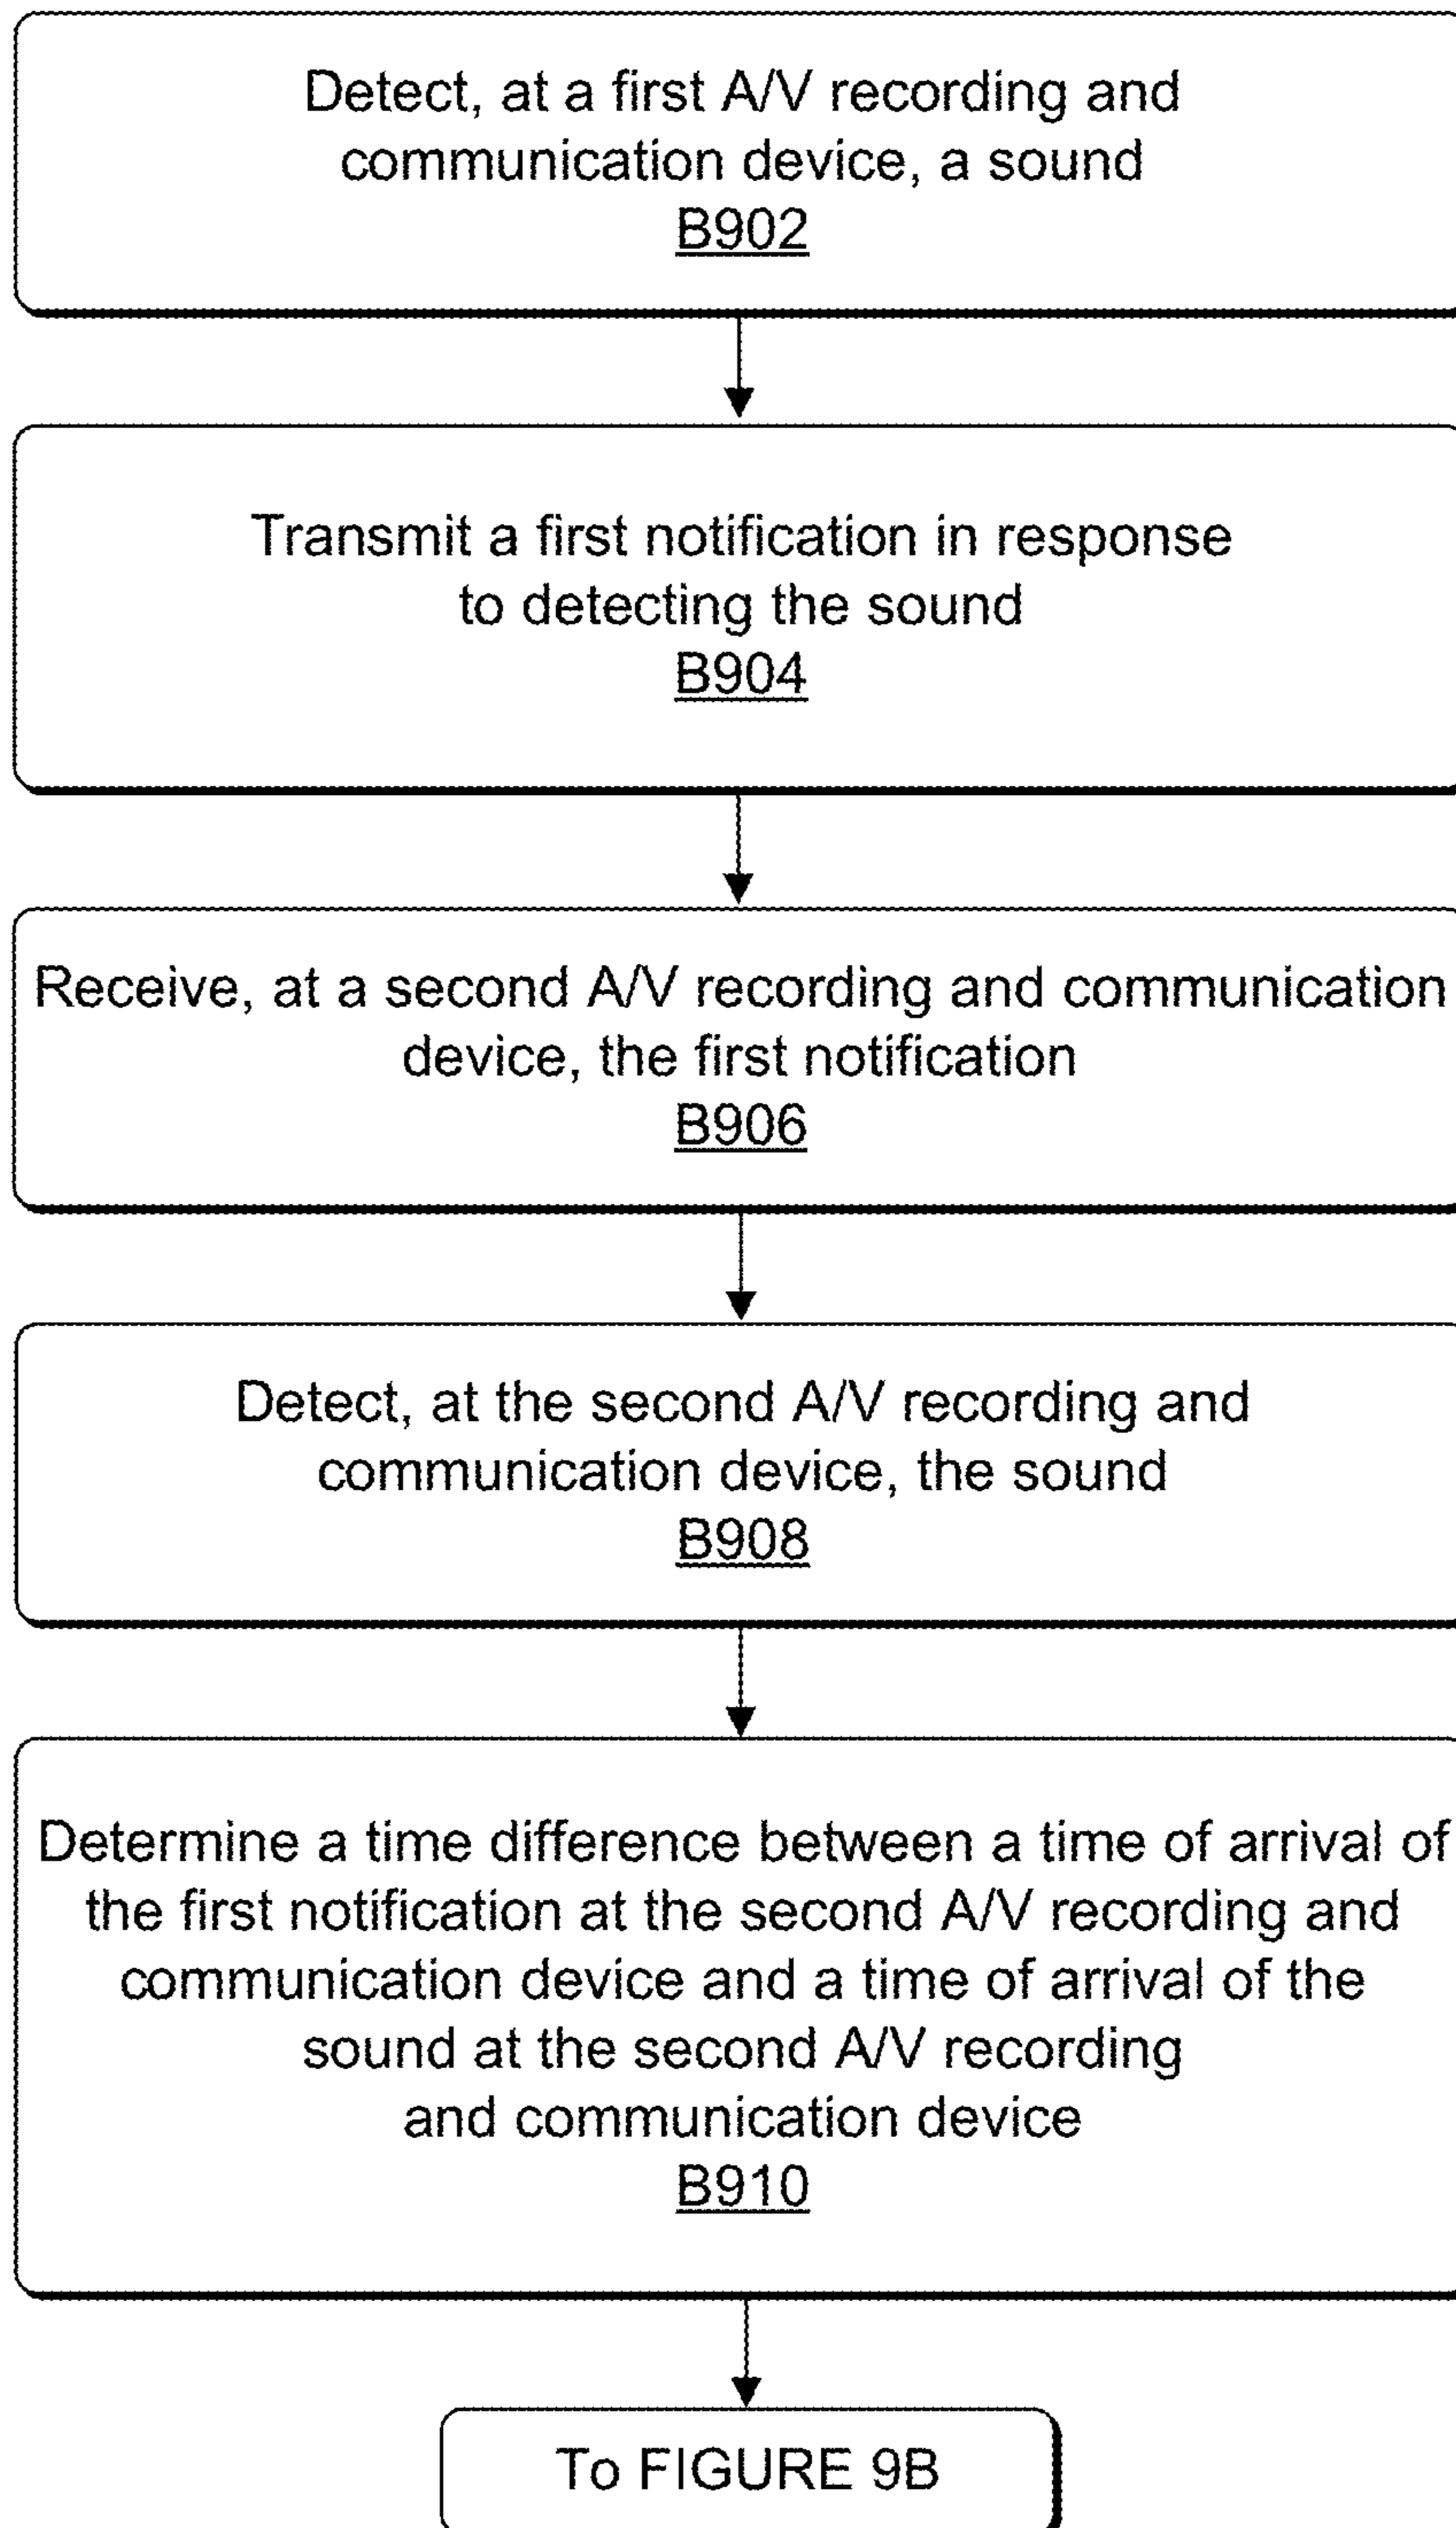 Detect, at a first A/V recording and
communication device, a sound
B902
Transmit a first notification in response
to detecting the sound
B904
Receive, at a second A/V recording and communication
device, the first notification
B906
Detect, at the second A/V recording and
communication device, the sound
B908
Determine a time difference between a time of arrival of
the first notification at the second A/V recording and
communication device and a time of arrival of the
sound at the second A/V recording
and communication device
B910
To FIGURE 9B